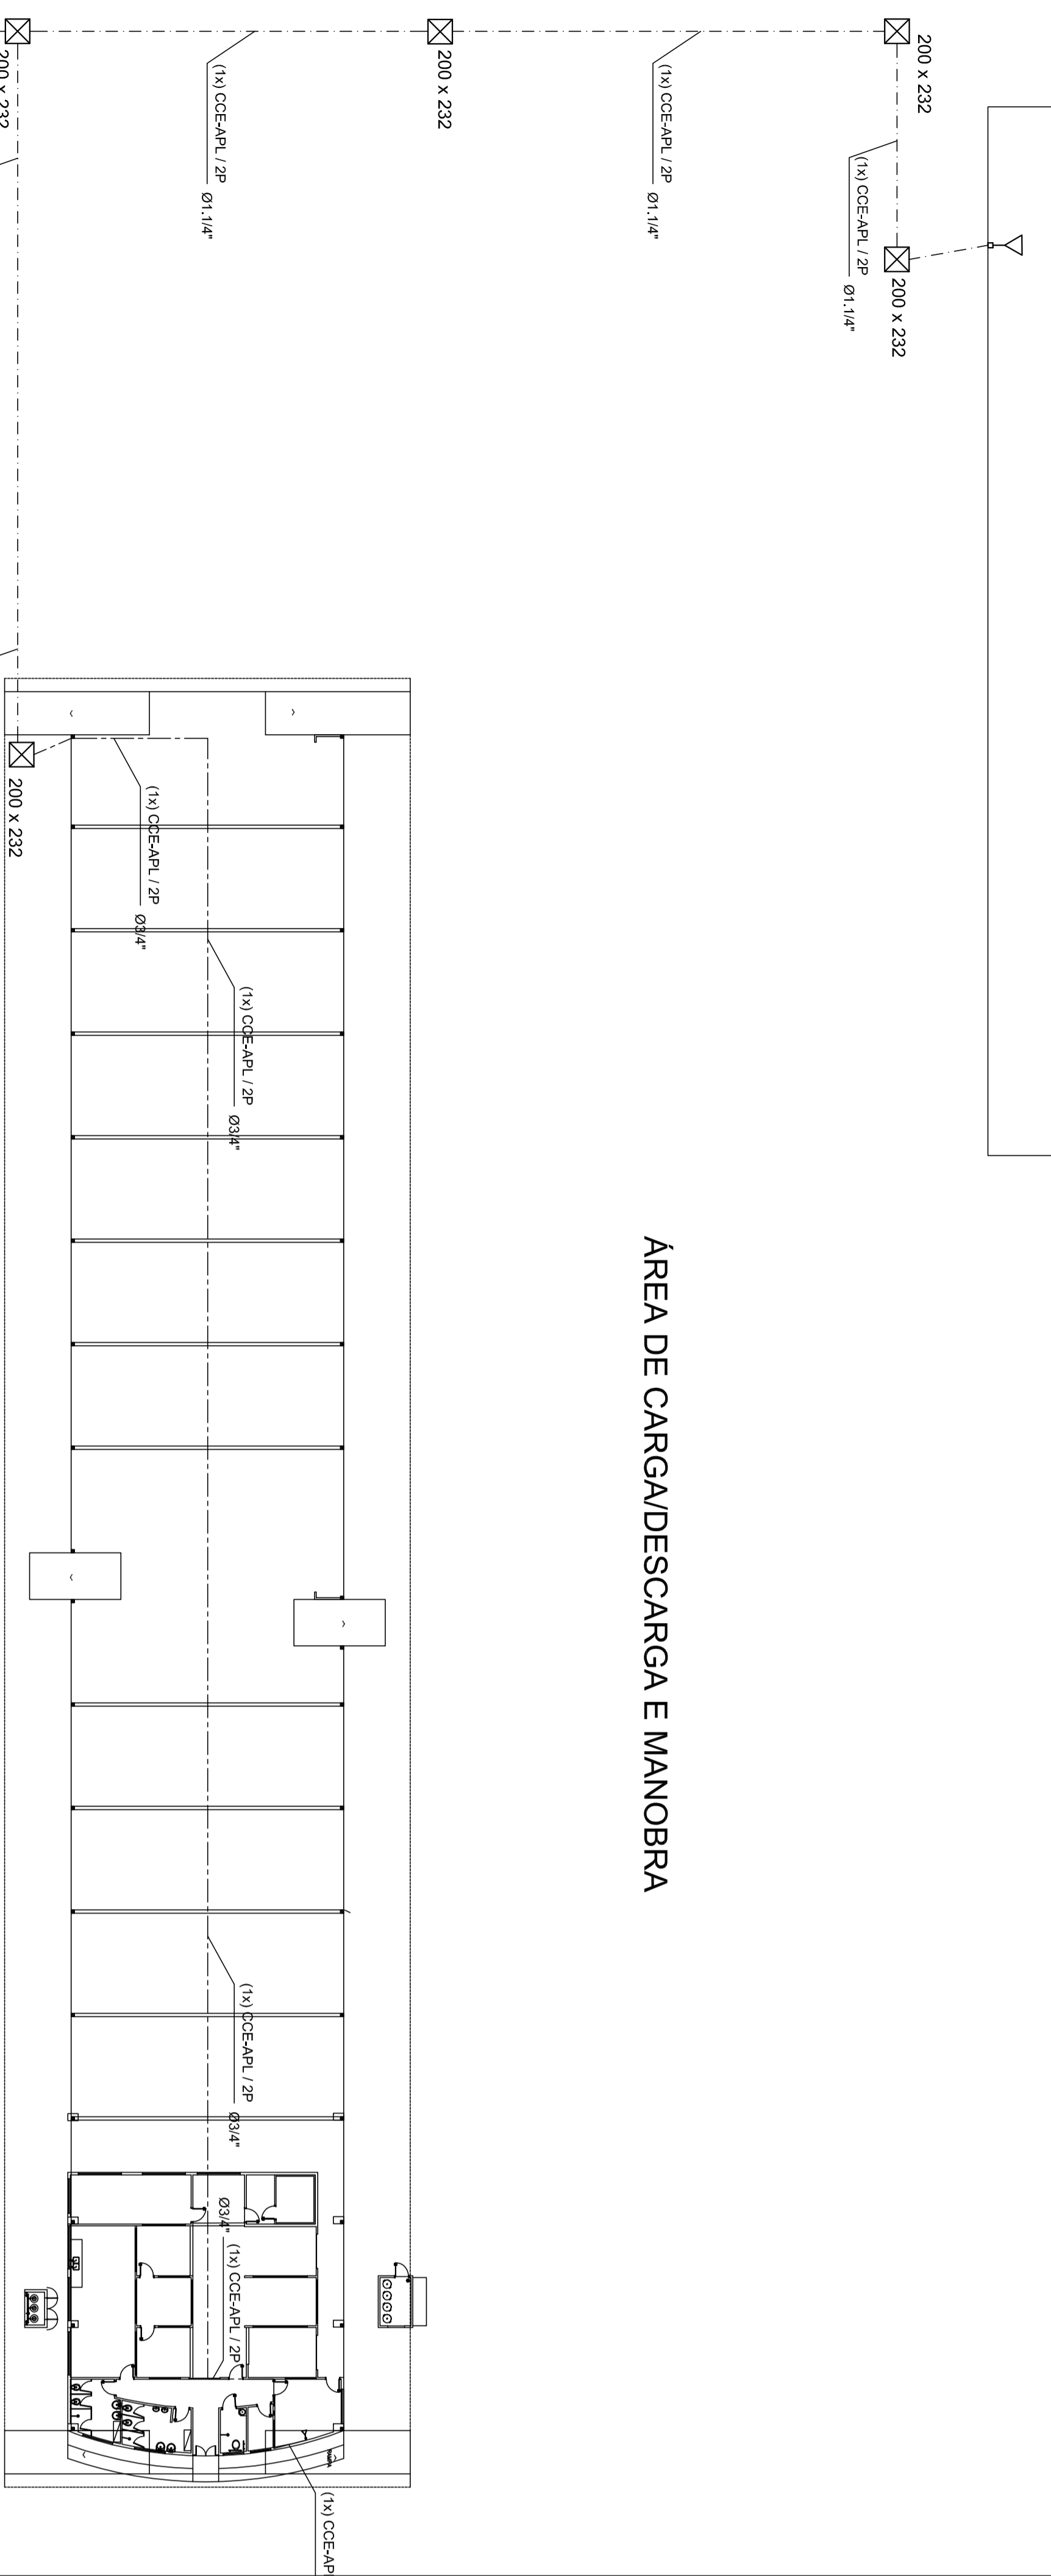 200 x 232
(1x) CCE-APL / 2P
Ø1.1/4"
200 x 232
(1x) CCE-APL / 2P
Ø1.1/4"
200 x 232
(1x) CCE-APL / 2P
Ø1.1/4"
200 x 232
200 x 232
(1x) CCE-APL / 2P
Ø3/4"
(1x) CCE-APL / 2P
Ø3/4"
ÁREA DE CARGA/DESCARGA E MANOBRA
(1x) CCE-APL / 2P
Ø3/4"
Ø3/4"
(1x) CCE-APL / 2P
RAMPA
(1x) CCE-APL